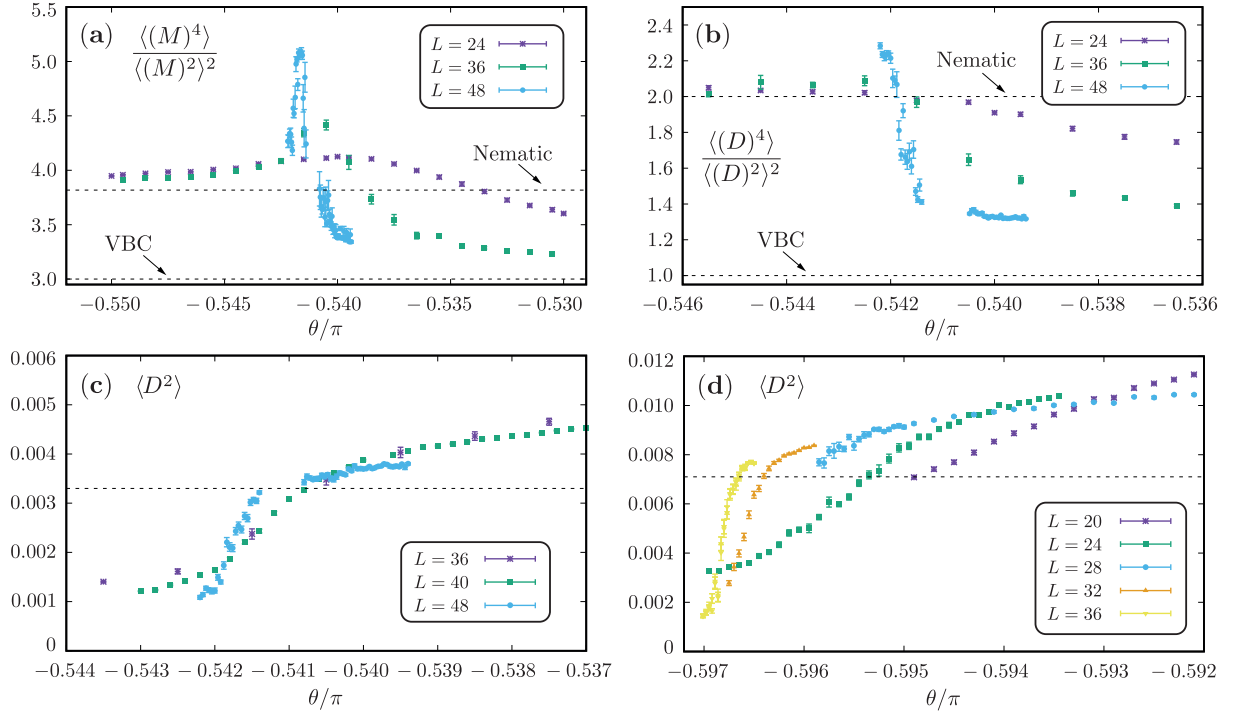 (a) ⟨(M)⁴⟩ / ⟨(M)²⟩²
L = 24
L = 36
L = 48
Nematic
VBC
5.5
5.0
4.5
4.0
3.5
3.0
−0.550 −0.545 −0.540 −0.535 −0.530
θ/π
(b)
L = 24
L = 36
L = 48
Nematic
⟨(D)⁴⟩ / ⟨(D)²⟩²
VBC
2.4
2.2
2.0
1.8
1.6
1.4
1.2
1.0
−0.546 −0.544 −0.542 −0.540 −0.538 −0.536
θ/π
(c) ⟨D²⟩
L = 36
L = 40
L = 48
0.006
0.005
0.004
0.003
0.002
0.001
0
−0.544 −0.543 −0.542 −0.541 −0.540 −0.539 −0.538 −0.537
θ/π
(d) ⟨D²⟩
L = 20
L = 24
L = 28
L = 32
L = 36
0.012
0.010
0.008
0.006
0.004
0.002
0
−0.597 −0.596 −0.595 −0.594 −0.593 −0.592
θ/π